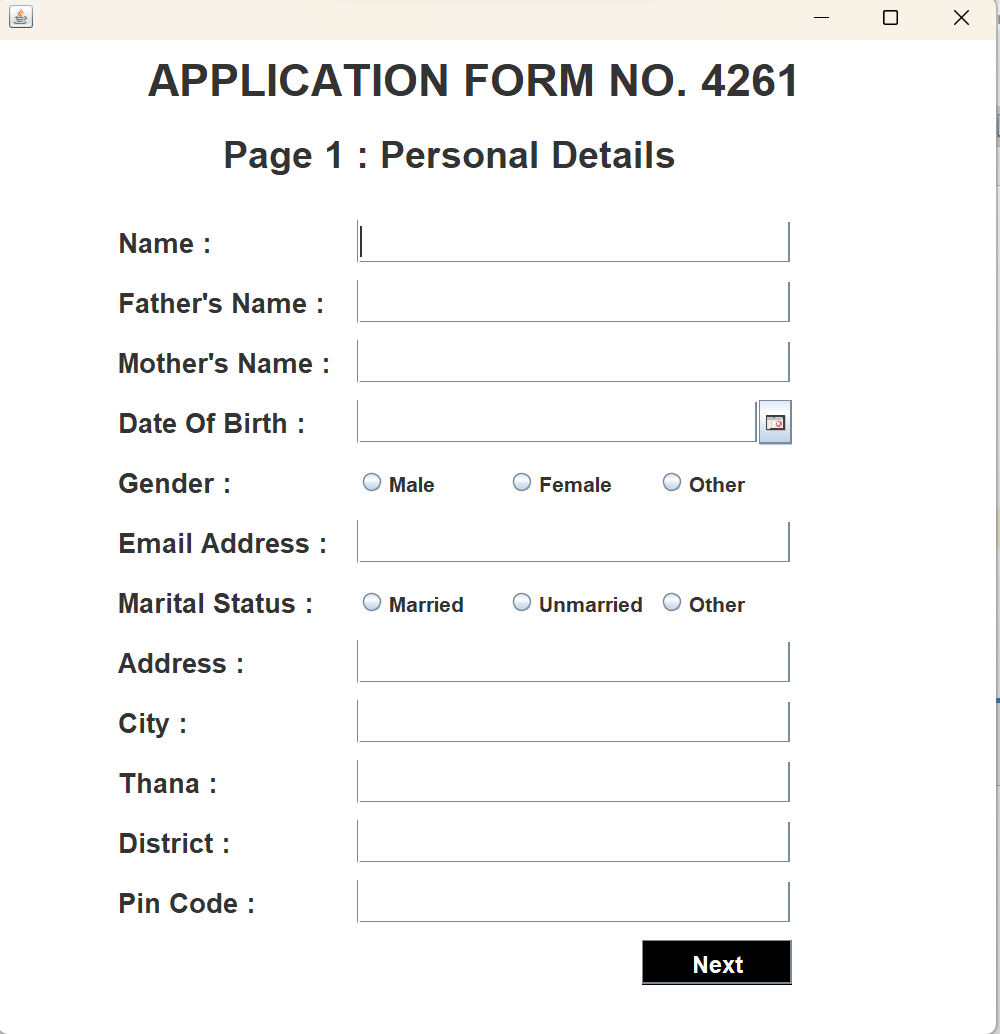 APPLICATION FORM NO. 4261
Page 1 : Personal Details
Name :
Father's Name :
Mother's Name :
Date Of Birth :
Gender : Male Female Other
Email Address :
Marital Status : Married Unmarried Other
Address :
City :
Thana :
District :
Pin Code :
Next